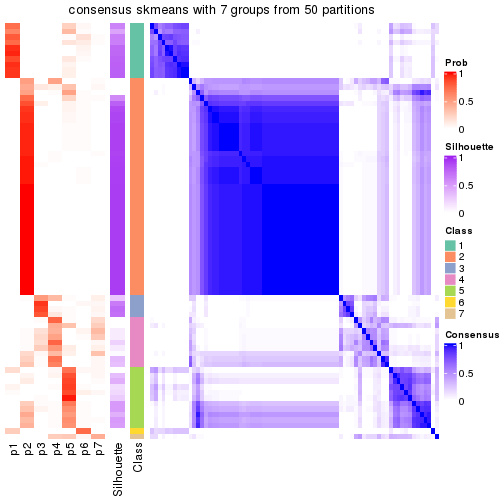 consensus skmeans with 7 groups from 50 partitions
Prob
1
0.5
0
Silhouette
1
0.5
0
Class
1
2
3
4
5
6
7
Consensus
1
0.5
0
p1
p2
p3
p4
p5
p6
p7
Silhouette
Class